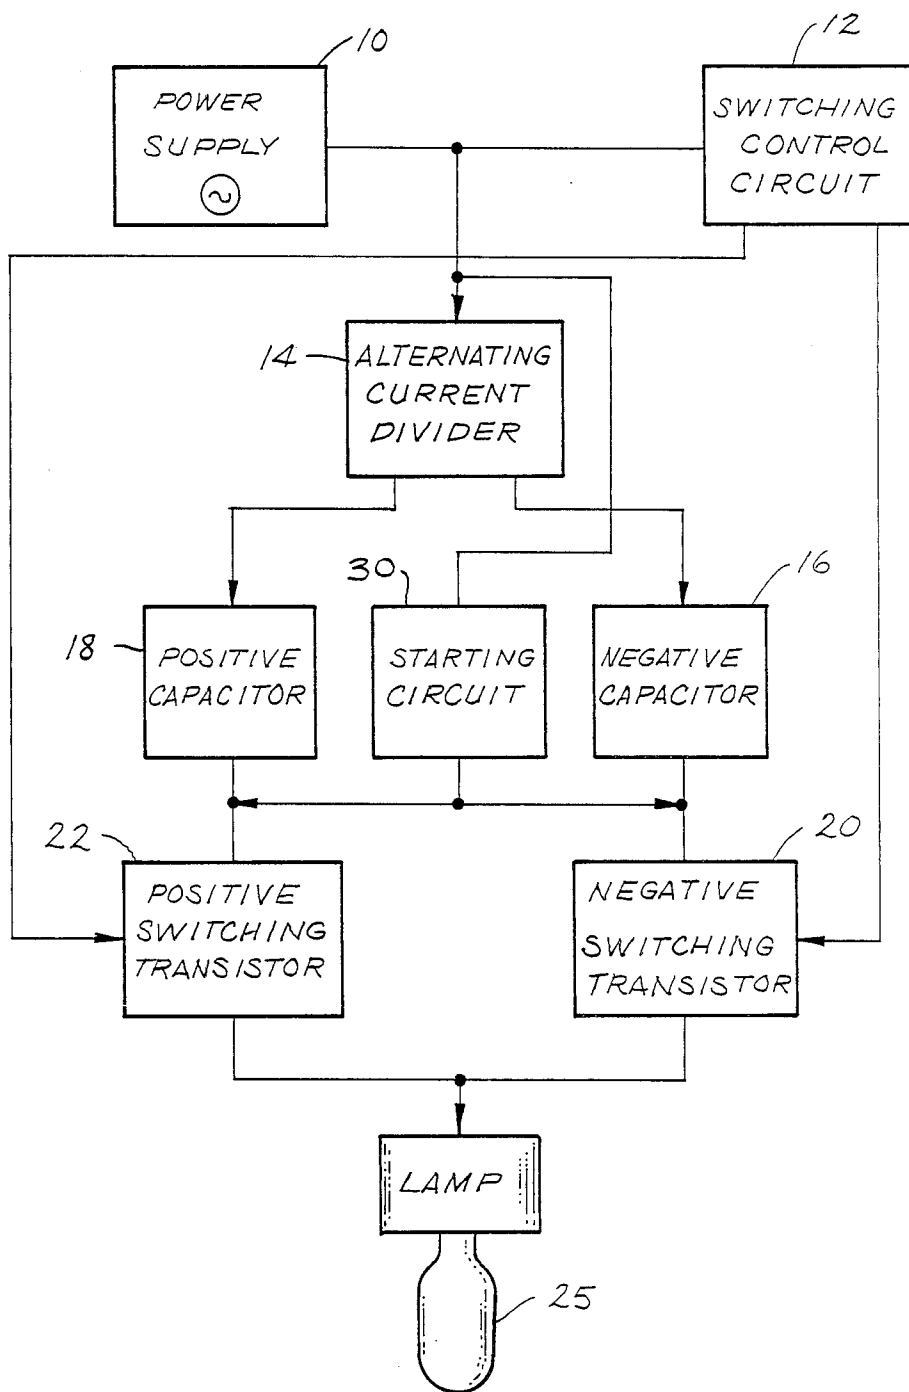 10
POWER
SUPPLY
~
12
SWITCHING
CONTROL
CIRCUIT
14
ALTERNATING
CURRENT
DIVIDER
18
POSITIVE
CAPACITOR
30
STARTING
CIRCUIT
16
NEGATIVE
CAPACITOR
22
POSITIVE
SWITCHING
TRANSISTOR
20
NEGATIVE
SWITCHING
TRANSISTOR
LAMP
25